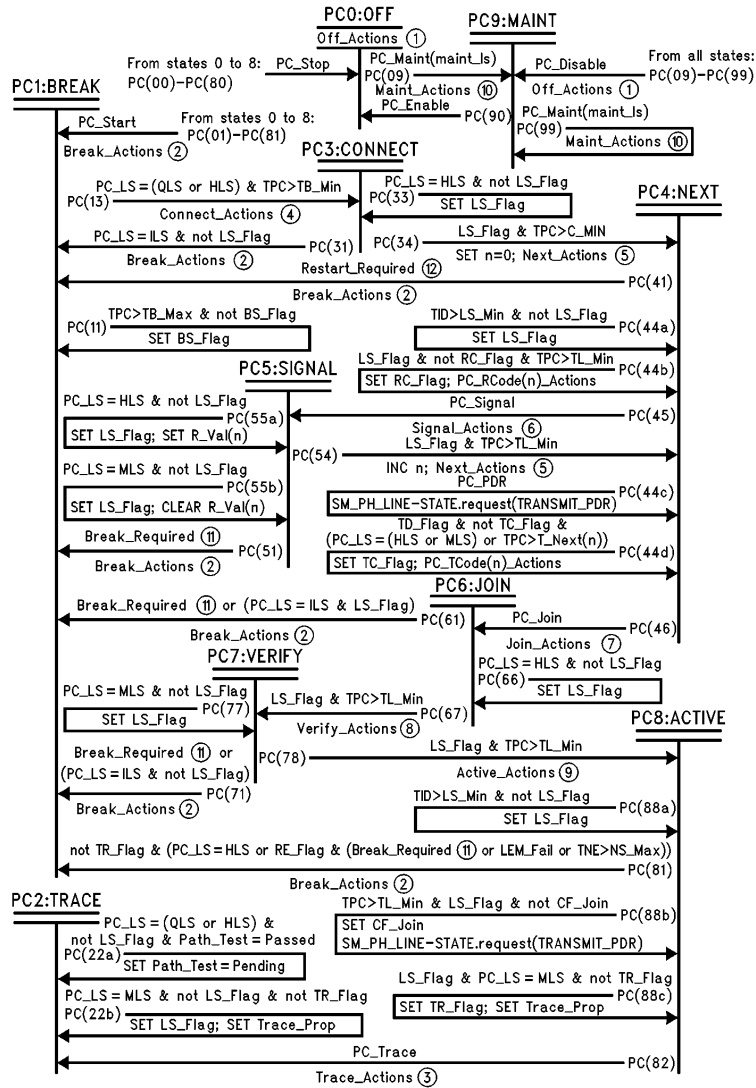 PC0:OFF
Off_Actions ①
PC9:MAINT
From states 0 to 8:
PC(00)-PC(80)
PC_Stop
PC_Maint(maint_ls)
PC(09)
Maint_Actions ⑩
PC_Enable
PC(90)
PC_Disable
Off_Actions ①
From all states:
PC(09)-PC(99)
PC_Maint(maint_ls)
PC(99)
Maint_Actions ⑩
PC1:BREAK
PC_Start
From states 0 to 8:
PC(01)-PC(81)
Break_Actions ②
PC3:CONNECT
PC_LS=(QLS or HLS) & TPC>TB_Min
PC(13)
Connect_Actions ④
PC_LS=HLS & not LS_Flag
PC(33)
SET LS_Flag
PC4:NEXT
PC_LS=ILS & not LS_Flag
PC(31)
Break_Actions ②
PC(34)
LS_Flag & TPC>C_MIN
SET n=0; Next_Actions ⑤
Restart_Required ⑫
PC(41)
Break_Actions ②
TPC>TB_Max & not BS_Flag
PC(11)
SET BS_Flag
TID>LS_Min & not LS_Flag
PC(44a)
SET LS_Flag
LS_Flag & not RC_Flag & TPC>TL_Min
PC(44b)
SET RC_Flag; PC_RCode(n)_Actions
PC5:SIGNAL
PC_LS=HLS & not LS_Flag
PC(55a)
SET LS_Flag; SET R_Val(n)
PC_Signal
PC(45)
Signal_Actions ⑥
PC(54)
LS_Flag & TPC>TL_Min
INC n; Next_Actions ⑤
PC_LS=MLS & not LS_Flag
PC(55b)
SET LS_Flag; CLEAR R_Val(n)
PC_PDR
PC(44c)
SM_PH_LINE-STATE.request(TRANSMIT_PDR)
Break_Required ⑪
PC(51)
Break_Actions ②
TD_Flag & not TC_Flag &
(PC_LS=(HLS or MLS) or TPC>T_Next(n))
PC(44d)
SET TC_Flag; PC_TCode(n)_Actions
PC6:JOIN
Break_Required ⑪ or (PC_LS=ILS & LS_Flag)
PC(61)
Break_Actions ②
PC_Join
PC(46)
Join_Actions ⑦
PC7:VERIFY
PC_LS=HLS & not LS_Flag
PC(66)
SET LS_Flag
PC_LS=MLS & not LS_Flag
PC(77)
SET LS_Flag
LS_Flag & TPC>TL_Min
PC(67)
Verify_Actions ⑧
PC8:ACTIVE
Break_Required ⑪ or
(PC_LS=ILS & not LS_Flag)
PC(71)
Break_Actions ②
PC(78)
LS_Flag & TPC>TL_Min
Active_Actions ⑨
TID>LS_Min & not LS_Flag
PC(88a)
SET LS_Flag
not TR_Flag & (PC_LS=HLS or RE_Flag & (Break_Required ⑪ or LEM_Fail or TNE>NS_Max))
PC(81)
Break_Actions ②
PC2:TRACE
PC_LS=(QLS or HLS) &
not LS_Flag & Path_Test=Passed
PC(22a)
SET Path_Test=Pending
TPC>TL_Min & LS_Flag & not CF_Join
PC(88b)
SET CF_Join
SM_PH_LINE-STATE.request(TRANSMIT_PDR)
PC_LS=MLS & not LS_Flag & not TR_Flag
PC(22b)
SET LS_Flag; SET Trace_Prop
LS_Flag & PC_LS=MLS & not TR_Flag
PC(88c)
SET TR_Flag; SET Trace_Prop
PC_Trace
PC(82)
Trace_Actions ③